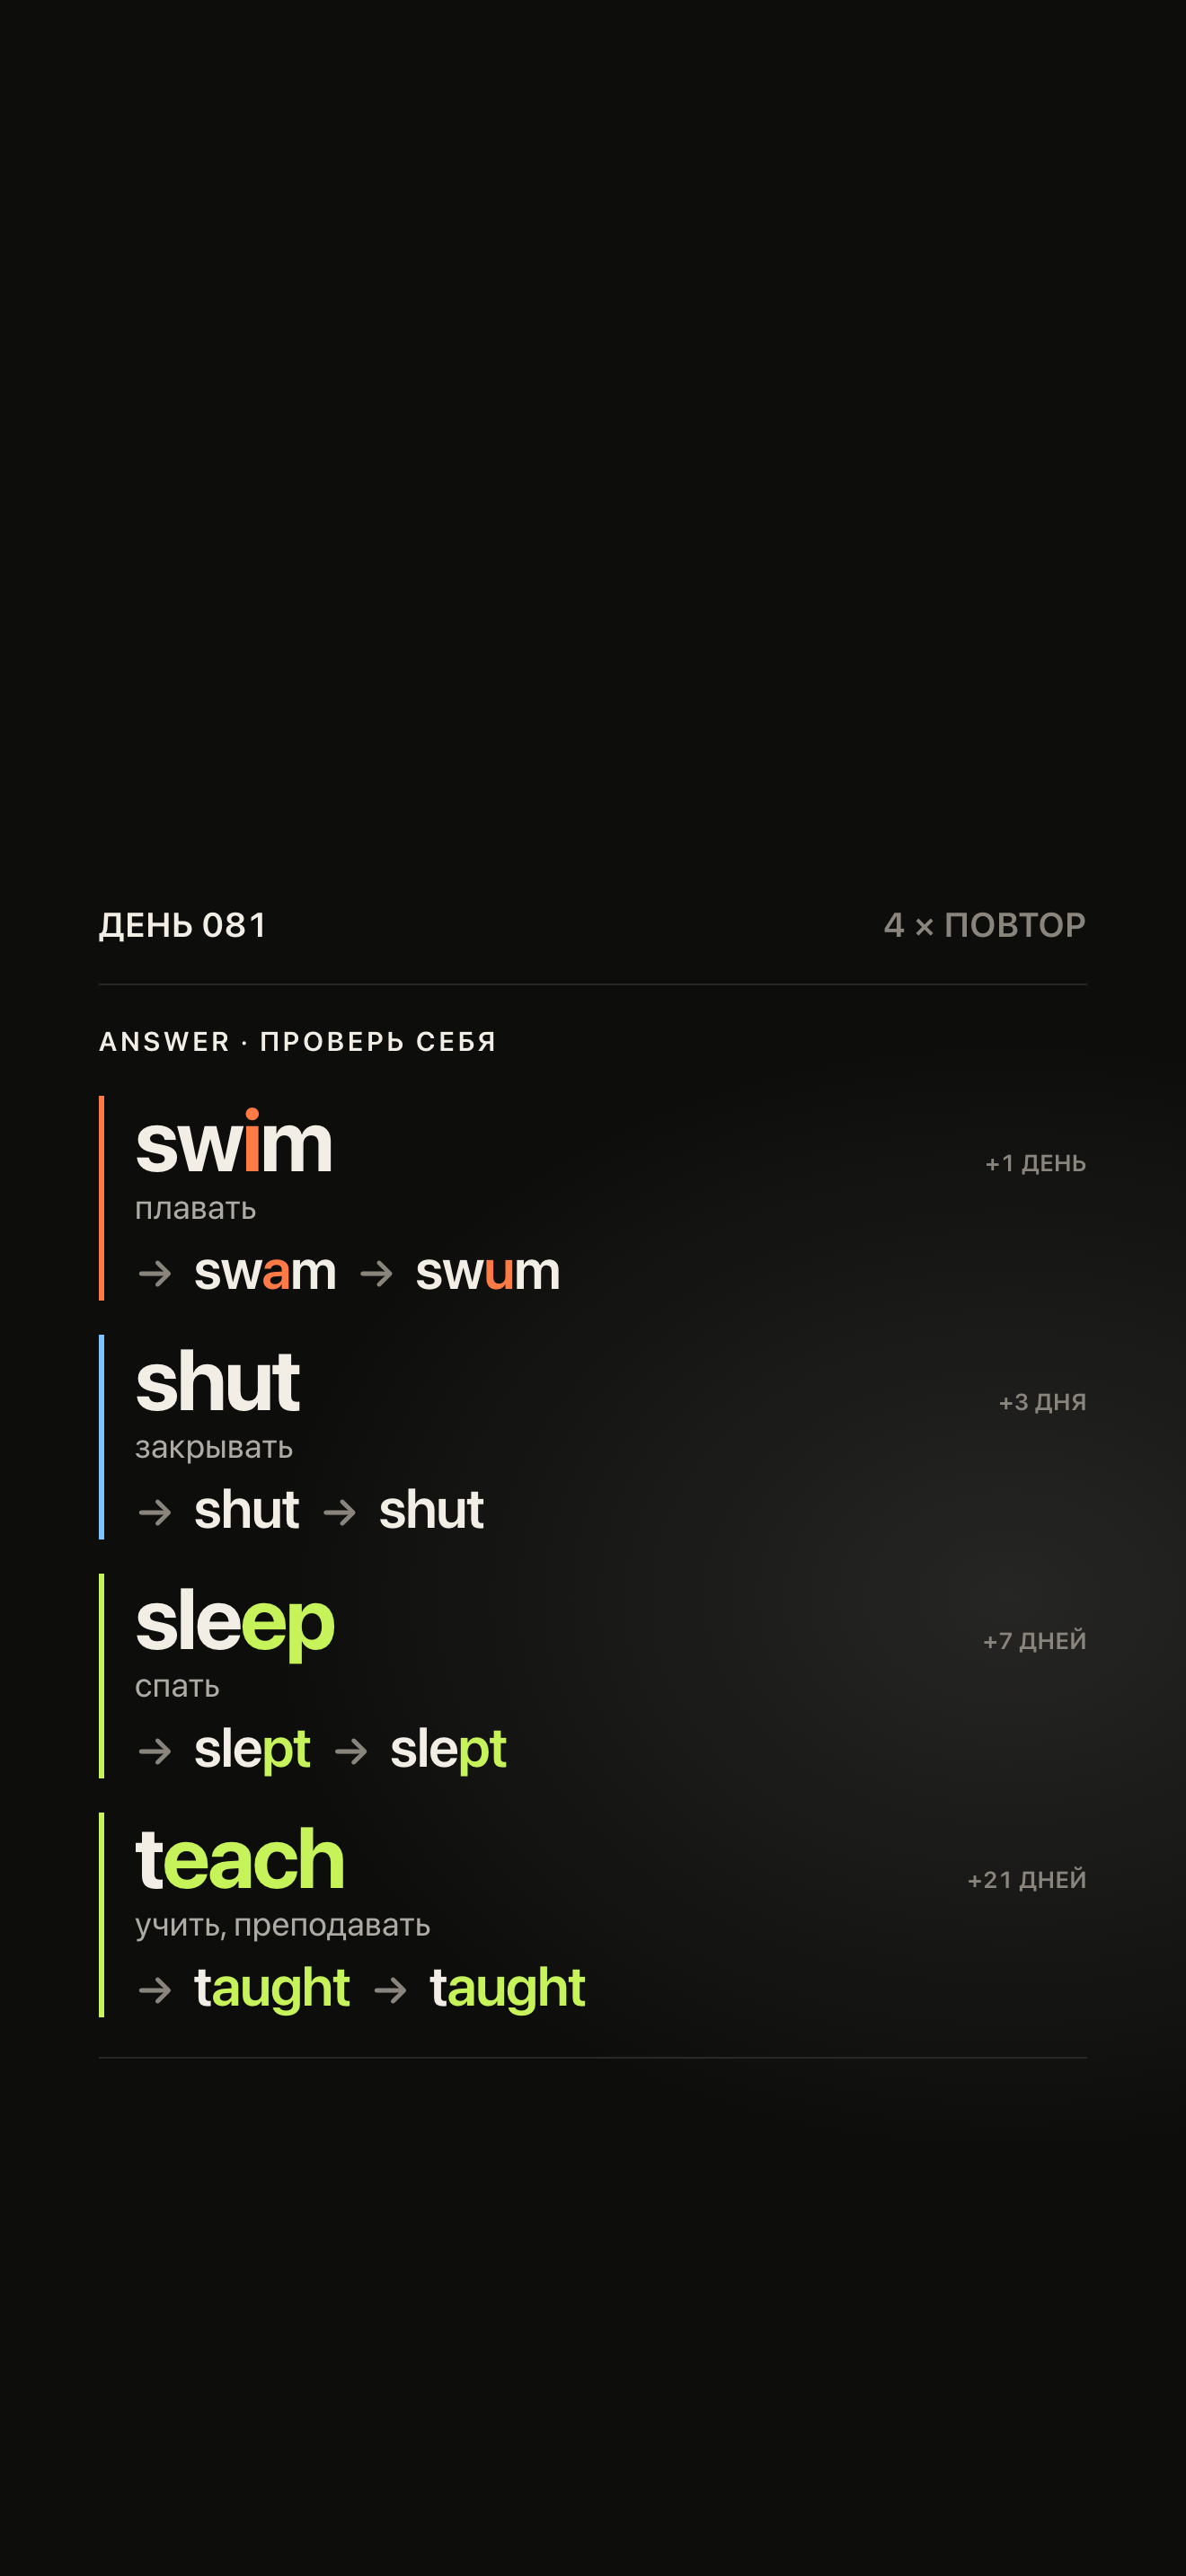 ДЕНЬ 081
4 × ПОВТОР
ANSWER · ПРОВЕРЬ СЕБЯ
swim
+1 ДЕНЬ
плавать
→ swam → swum
shut
+3 ДНЯ
закрывать
→ shut → shut
sleep
+7 ДНЕЙ
спать
→ slept → slept
teach
+21 ДНЕЙ
учить, преподавать
→ taught → taught